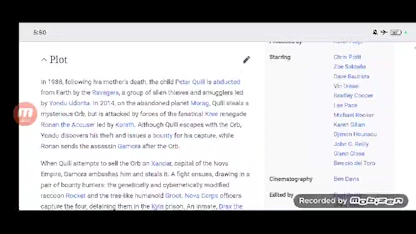 5:50
Plot
Starring
Chris Pratt
Zoe Saldaña
Dave Bautista
Vin Diesel
Bradley Cooper
Lee Pace
Michael Rooker
Karen Gillan
Djimon Hounsou
John C. Reilly
Glenn Close
Benicio del Toro
Cinematography
Ben Davis
Edited by
In 1988, following his mother's death, the child Peter Quill is abducted
from Earth by the Ravagers, a group of alien thieves and smugglers led
by Yondu Udonta. In 2014, on the abandoned planet Morag, Quill steals a
mysterious Orb, but is attacked by forces of the fanatical Kree renegade
Ronan the Accuser led by Korath. Although Quill escapes with the Orb,
Yondu discovers his theft and issues a bounty for his capture, while
Ronan sends the assassin Gamora after the Orb.
When Quill attempts to sell the Orb on Xandar, capital of the Nova
Empire, Gamora ambushes him and steals it. A fight ensues, drawing in a
pair of bounty hunters: the genetically and cybernetically modified
raccoon Rocket and the tree-like humanoid Groot. Nova Corps officers
capture the four, detaining them in the Kyln prison. An inmate, Drax the
Recorded by mobizen